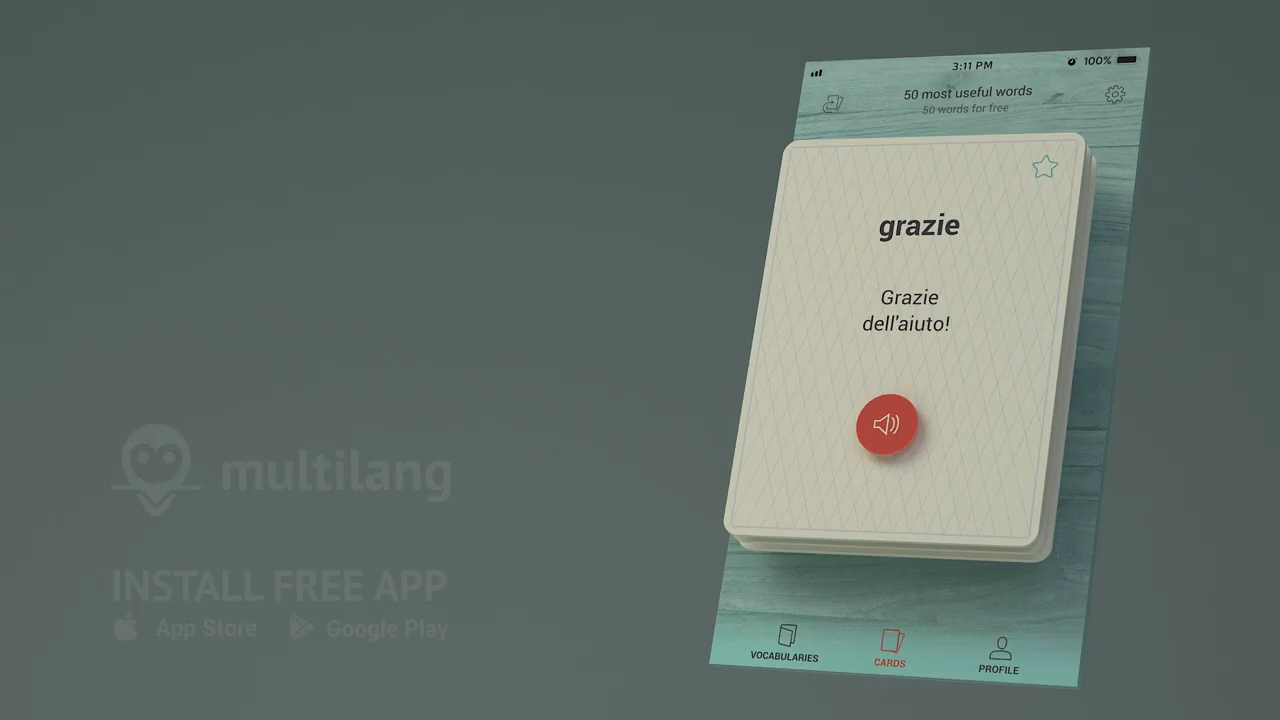 3:11 PM
100%
50 most useful words
50 words for free
grazie
Grazie
dell'aiuto!
multilang
INSTALL FREE APP
App Store
Google Play
VOCABULARIES
CARDS
PROFILE